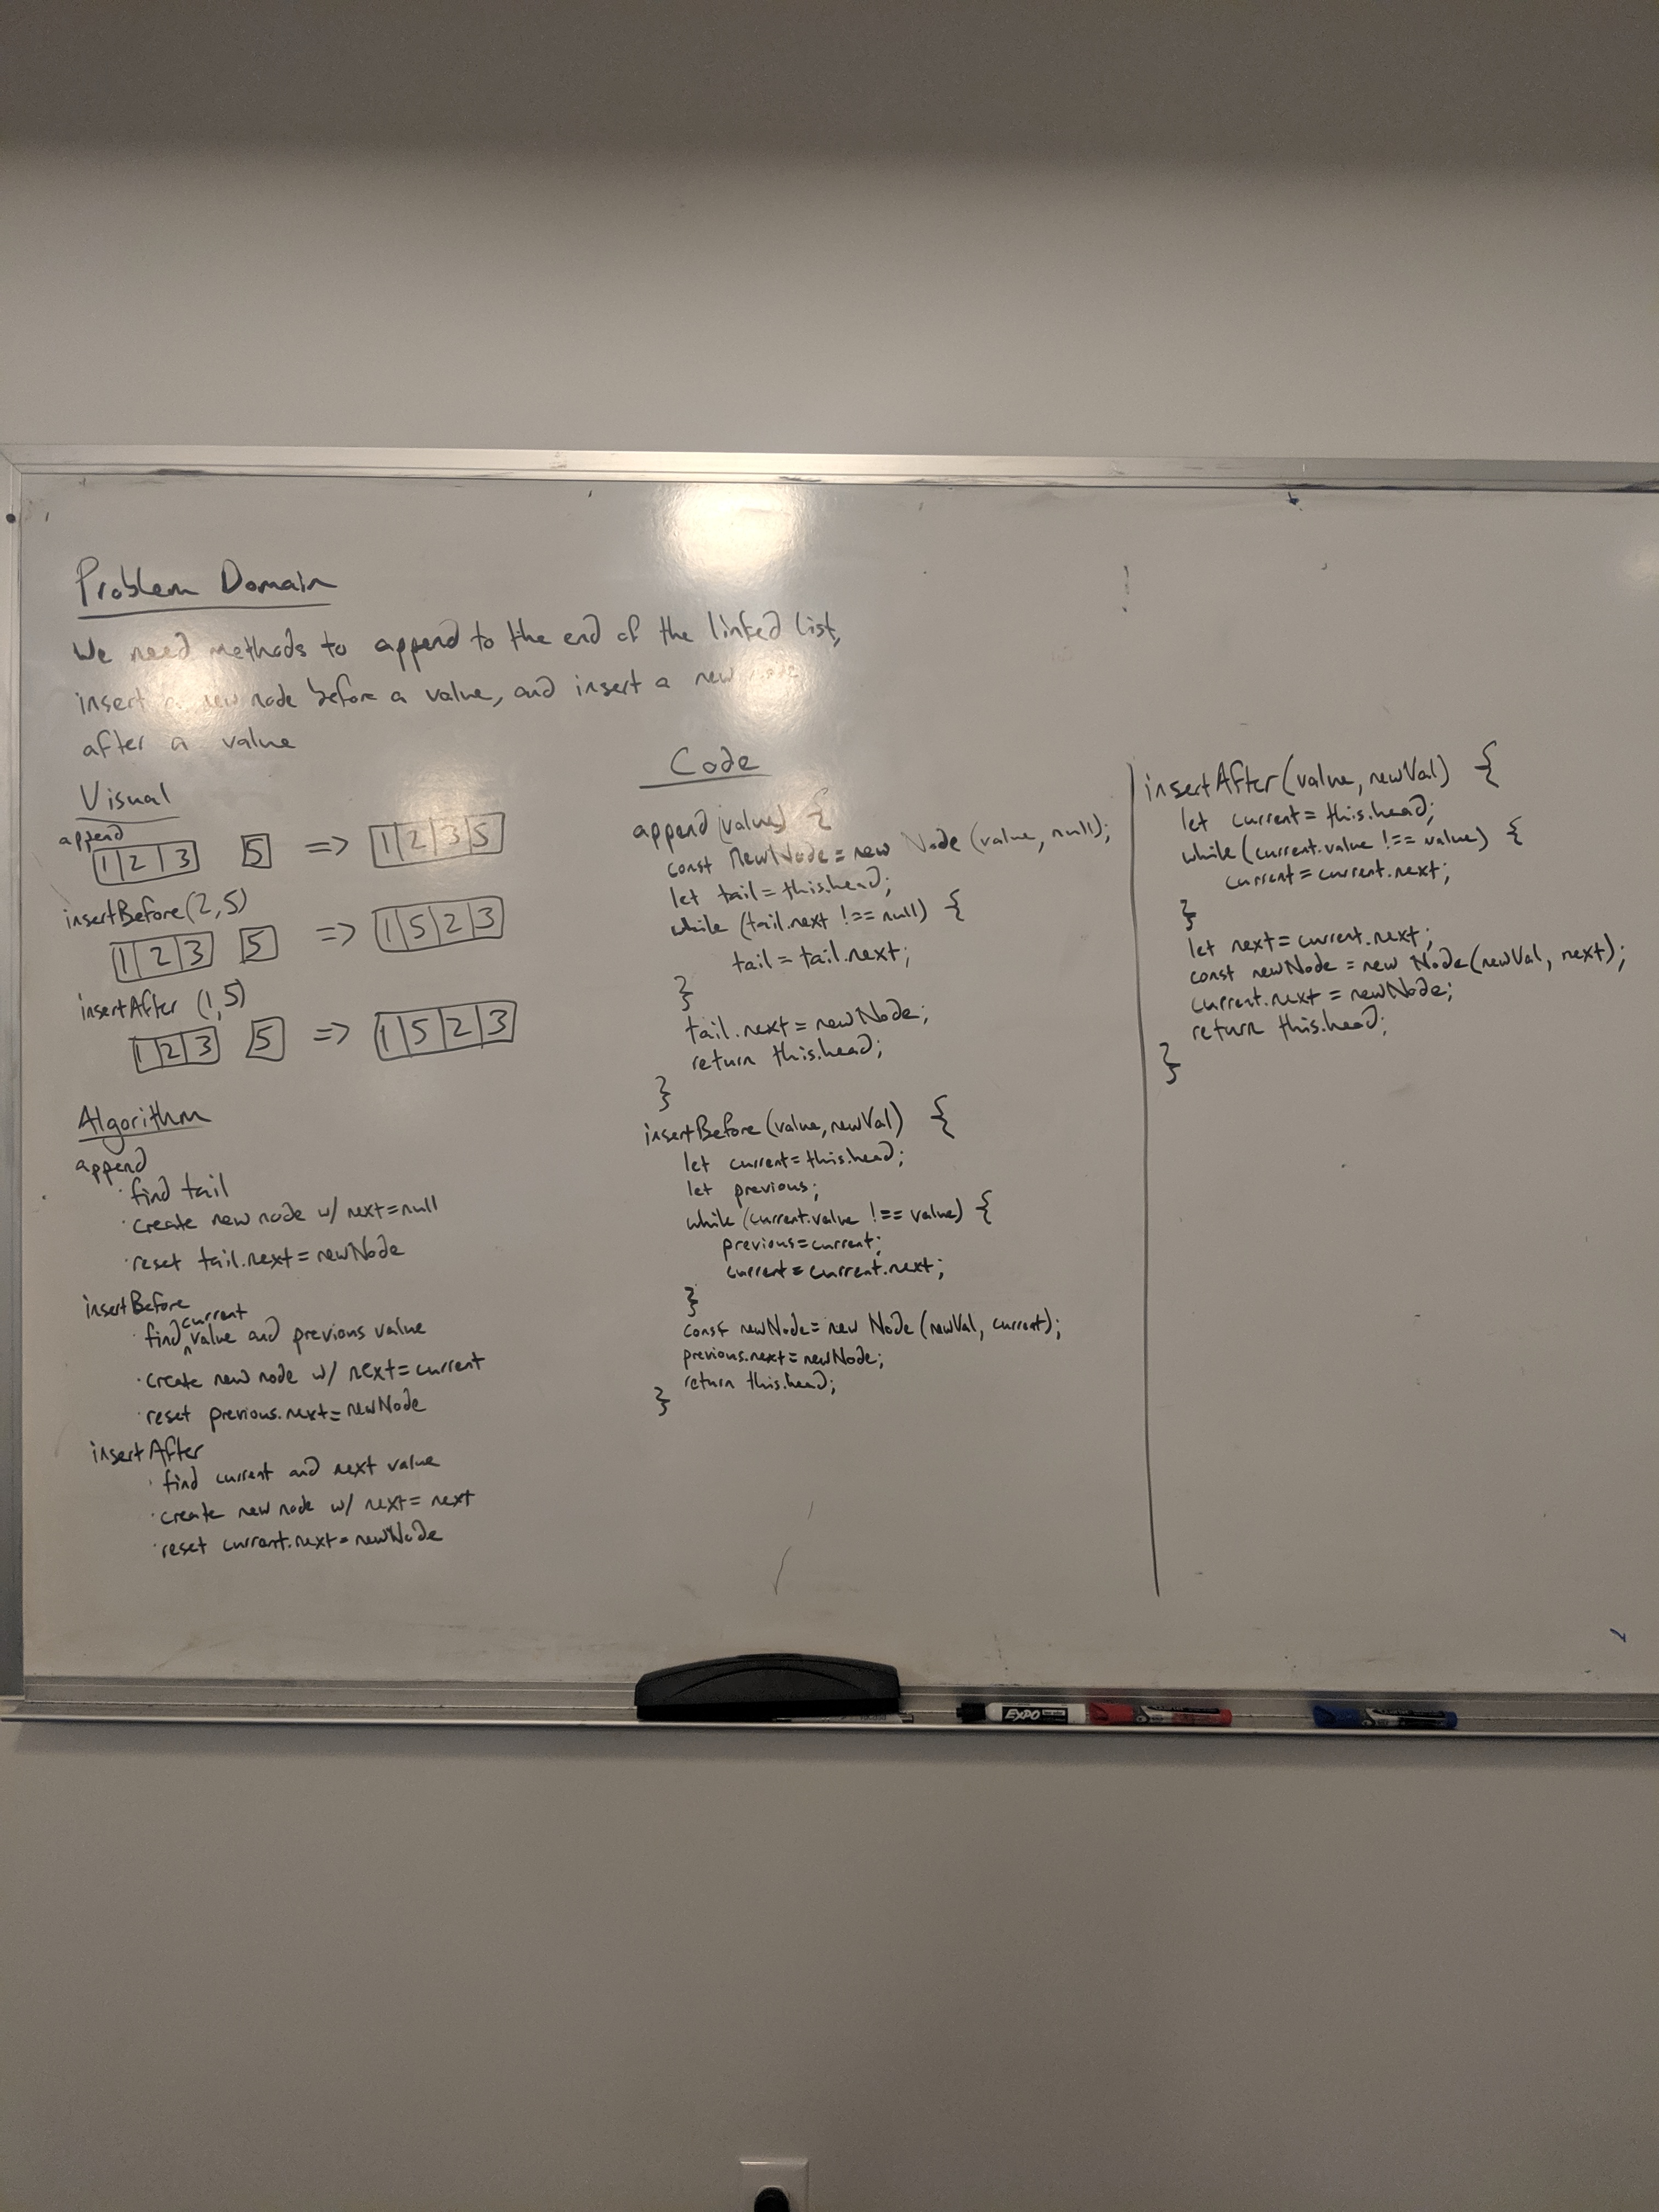 Problem Domain
We need methods to append to the end of the linked list,
insert a new node before a value, and insert a new node
after a value
Visual
append
1 2 3 5 => 1 2 3 5
insertBefore(2,5)
1 2 3 5 => 1 5 2 3
insertAfter (1,5)
1 2 3 5 => 1 5 2 3
Algorithm
append
· find tail
· create new node w/ next=null
· reset tail.next=newNode
insertBefore
· find current value and previous value
· create new node w/ next=current
· reset previous.next=newNode
insertAfter
· find current and next value
· create new node w/ next= next
· reset current.next=newNode
Code
append (value) {
const newNode = new Node (value, null);
let tail = this.head;
while (tail.next !== null) {
tail = tail.next;
}
tail.next = newNode;
return this.head;
}
insertBefore (value, newVal) {
let current = this.head;
let previous;
while (current.value !== value) {
previous=current;
current = current.next;
}
const newNode= new Node (newVal, current);
previous.next=newNode;
return this.head;
}
insertAfter (value, newVal) {
let current = this.head;
while (current.value !== value) {
current = current.next;
}
let next = current.next;
const newNode = new Node(newVal, next);
current.next = newNode;
return this.head;
}
EXPO